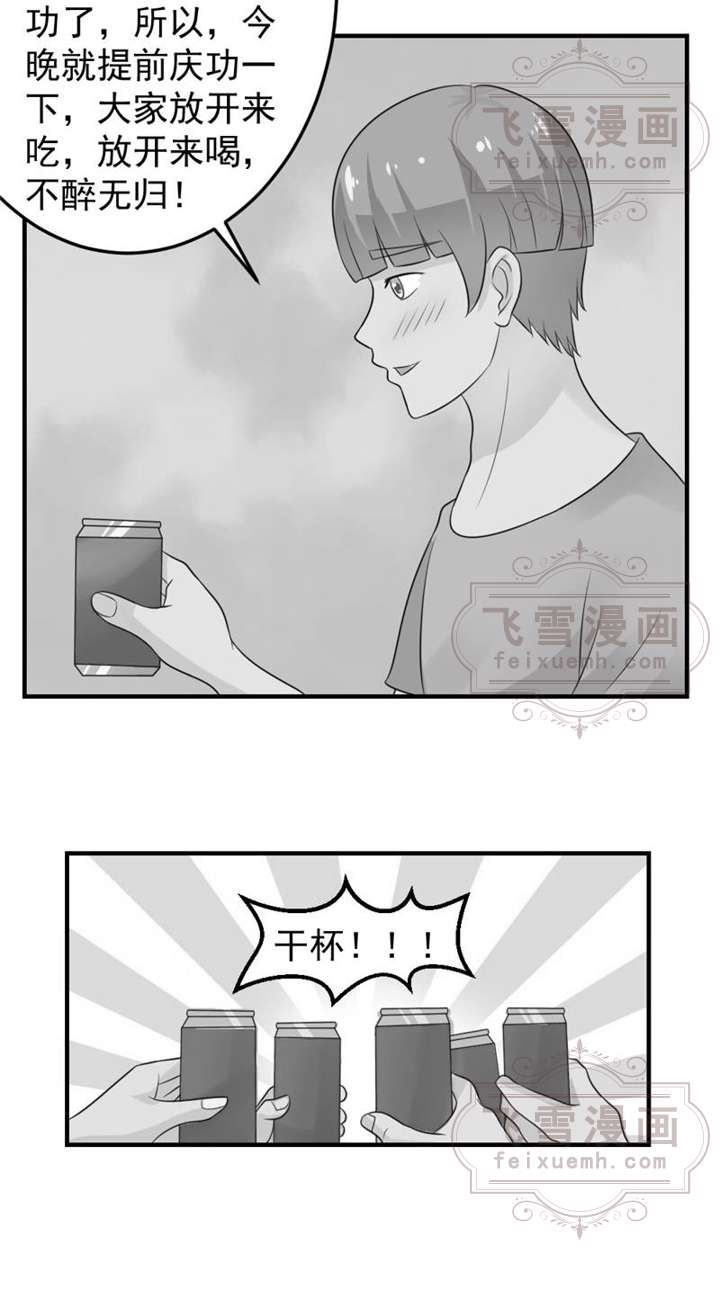 功了，所以，今
晚就提前庆功一
下，大家放开来
吃，放开来喝，
不醉无归！
飞雪漫画
feixuemh.com
飞雪漫画
feixuemh.com
干杯！！！
飞雪漫画
feixuemh.com